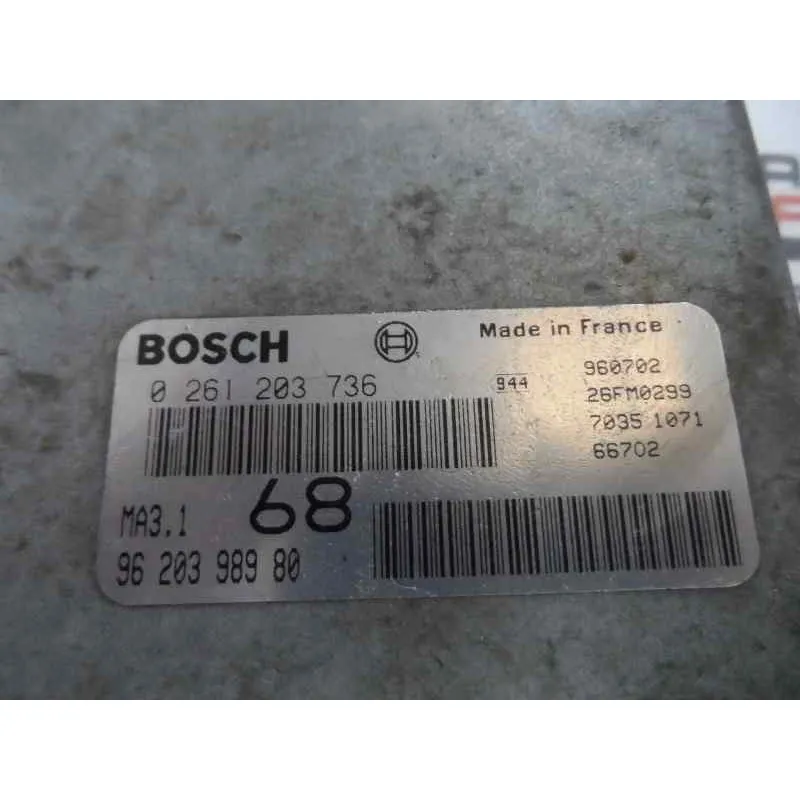 BOSCH
Made in France
0 261 203 736
944
960702
26FM0299
7035 1071
66702
MA3.1
68
96 203 989 80